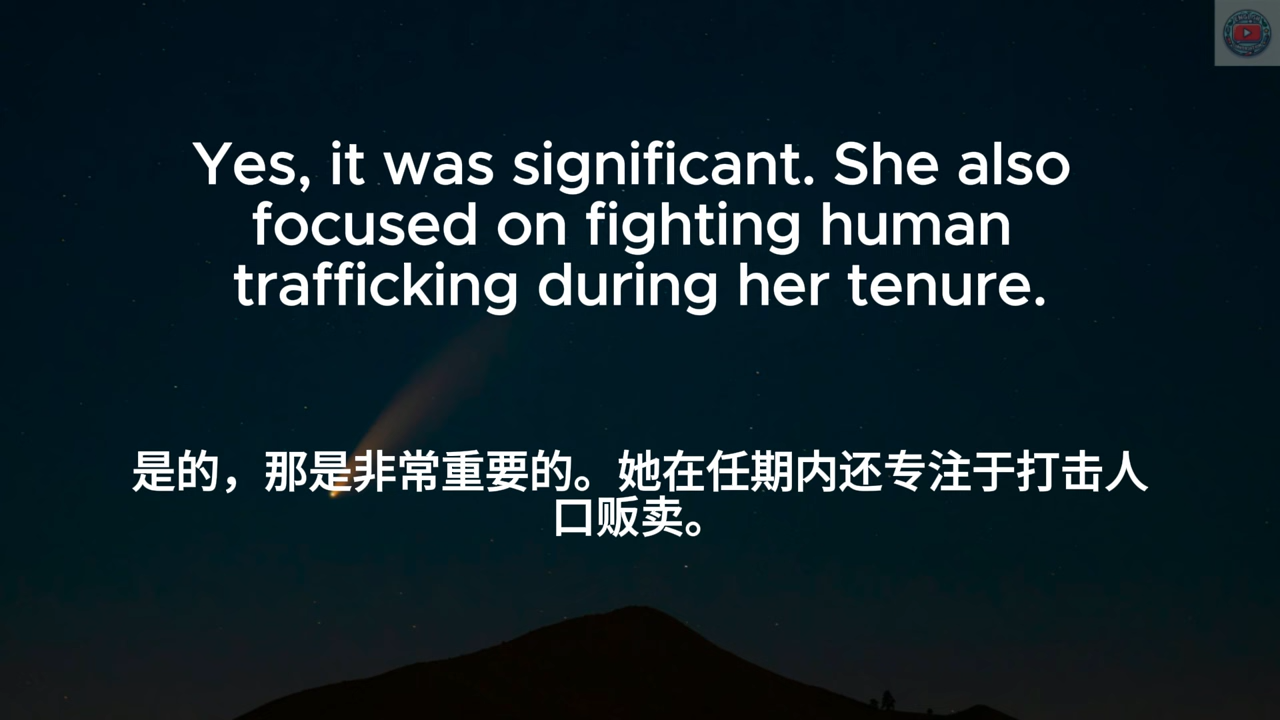 Yes, it was significant. She also
focused on fighting human
trafficking during her tenure.
是的，那是非常重要的。她在任期内还专注于打击人
口贩卖。